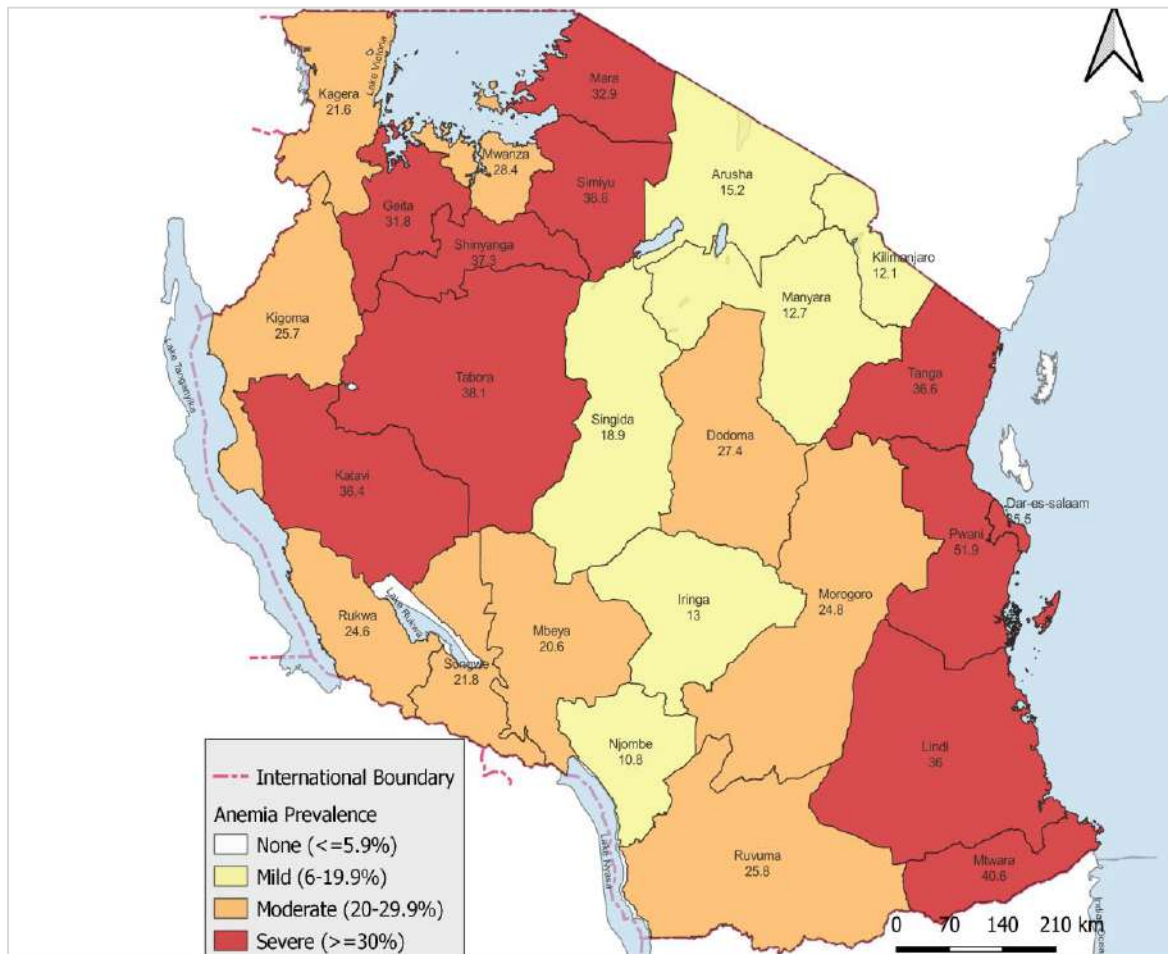 Kagera
21.6
Lake Victoria
Mara
32.9
Mwanza
28.4
Simiyu
36.6
Arusha
15.2
Geita
31.8
Shinyanga
37.3
Kilimanjaro
12.1
Manyara
12.7
Kigoma
25.7
Lake Tanganyika
Tabora
38.1
Tanga
36.6
Singida
18.9
Dodoma
27.4
Katavi
36.4
Dar-es-salaam
35.5
Pwani
51.9
Rukwa
24.6
Lake Rukwa
Mbeya
20.6
Iringa
13
Morogoro
24.8
Songwe
21.8
Njombe
10.8
Lindi
36
Lake Nyasa
Ruvuma
25.8
Mtwara
40.6
International Boundary
Anemia Prevalence
None (<=5.9%)
Mild (6-19.9%)
Moderate (20-29.9%)
Severe (>=30%)
0 70 140 210 km